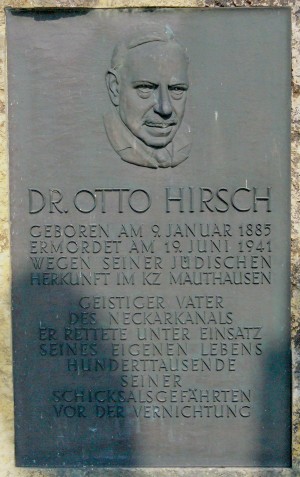 DR. OTTO HIRSCH
GEBOREN AM 9. JANUAR 1885
ERMORDET AM 19. JUNI 1941
WEGEN SEINER JÜDISCHEN
HERKUNFT IM KZ MAUTHAUSEN
GEISTIGER VATER
DES NECKARKANALS
ER RETTETE UNTER EINSATZ
SEINES EIGENEN LEBENS
HUNDERTTAUSENDE
SEINER
SCHICKSALSGEFÄHRTEN
VOR DER VERNICHTUNG